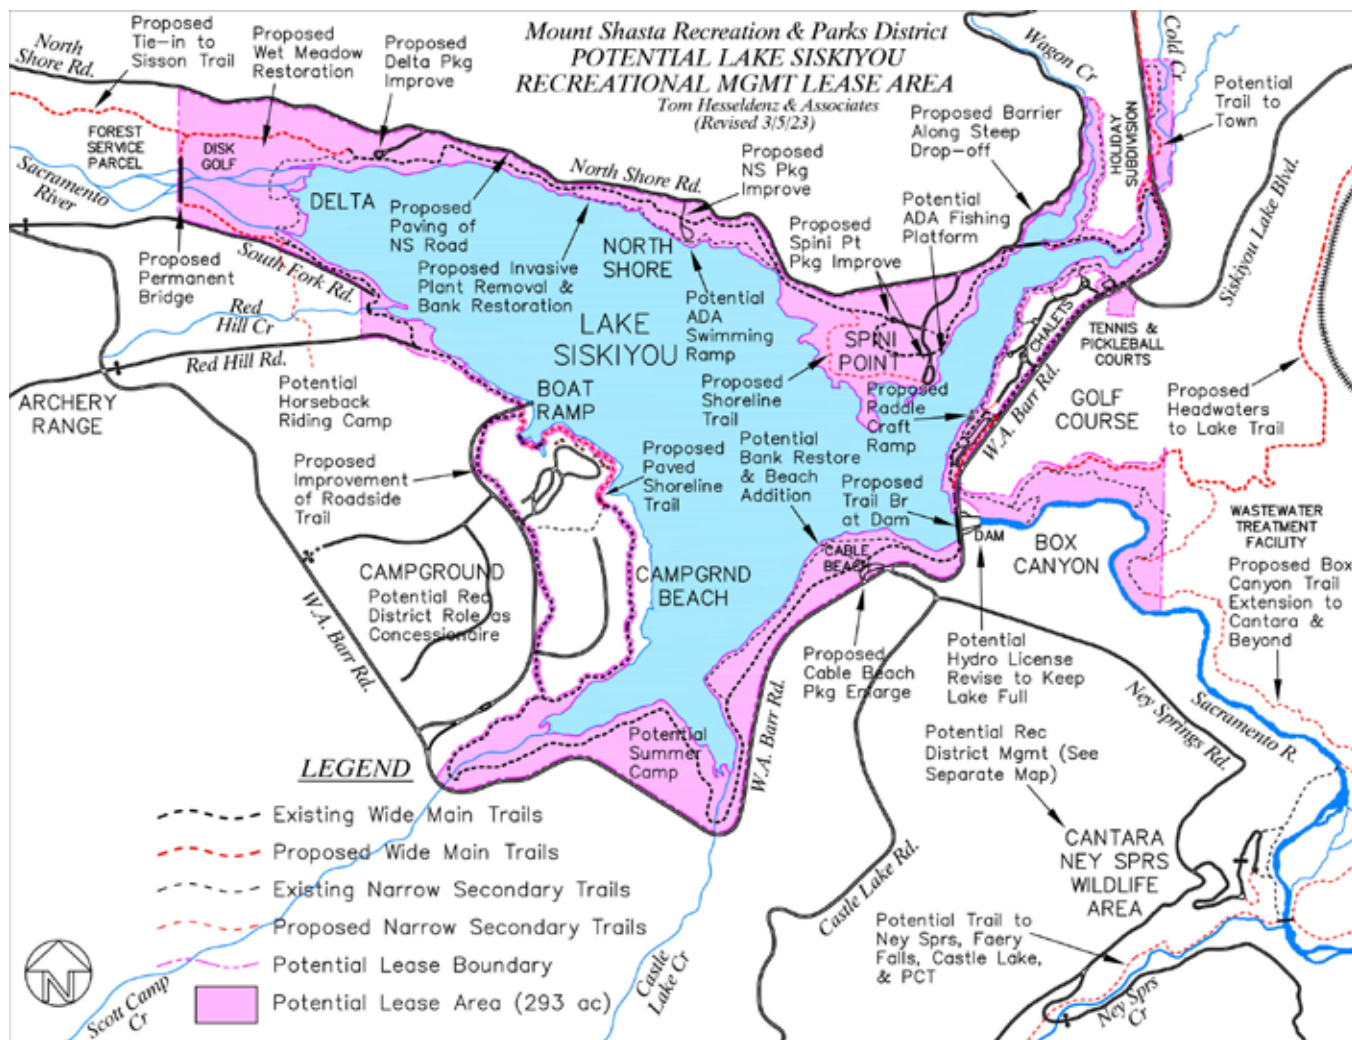 Mount Shasta Recreation & Parks District
POTENTIAL LAKE SISKIYOU
RECREATIONAL MGMT LEASE AREA
Tom Hesseldenz & Associates
(Revised 3/5/23)
North
Shore Rd.
Proposed
Tie-in to
Sisson Trail
Proposed
Wet Meadow
Restoration
Proposed
Delta Pkg
Improve
Wagon Cr
Cold Cr
Potential
Trail to
Town
HOLIDAY
SUBDIVISION
Proposed Barrier
Along Steep
Drop-off
FOREST
SERVICE
PARCEL
DISK
GOLF
Sacramento
River
DELTA
Proposed
Paving of
NS Road
North Shore Rd.
Proposed
NS Pkg
Improve
Potential
ADA Fishing
Platform
Proposed
Spini Pt
Pkg Improve
Siskiyou Lake Blvd.
Proposed
Permanent
Bridge
South Fork Rd.
Proposed Invasive
Plant Removal &
Bank Restoration
NORTH
SHORE
Potential
ADA
Swimming
Ramp
LAKE
SISKIYOU
SPINI
POINT
CHALETS
TENNIS &
PICKLEBALL
COURTS
Red
Hill Cr
Red Hill Rd.
ARCHERY
RANGE
Potential
Horseback
Riding Camp
BOAT
RAMP
Proposed
Shoreline
Trail
Proposed
Paddle
Craft
Ramp
W.A. Barr Rd.
GOLF
COURSE
Proposed
Headwaters
to Lake Trail
Proposed
Improvement
of Roadside
Trail
Proposed
Paved
Shoreline
Trail
Potential
Bank Restore
& Beach
Addition
Proposed
Trail Br
at Dam
DAM
BOX
CANYON
WASTEWATER
TREATMENT
FACILITY
Proposed Box
Canyon Trail
Extension to
Cantara &
Beyond
CABLE
BEACH
CAMPGROUND
Potential Rec
District Role as
Concessionaire
CAMPGRND
BEACH
W.A. Barr Rd.
Proposed
Cable Beach
Pkg Enlarge
Potential
Hydro License
Revise to Keep
Lake Full
Ney Springs Rd.
Sacramento R.
Potential
Summer
Camp
W.A. Barr Rd.
Potential Rec
District Mgmt (See
Separate Map)
CANTARA
NEY SPRS
WILDLIFE
AREA
Castle Lake Rd.
Potential Trail to
Ney Sprs, Faery
Falls, Castle Lake,
& PCT
Ney Sprs
Cr
LEGEND
Existing Wide Main Trails
Proposed Wide Main Trails
Existing Narrow Secondary Trails
Proposed Narrow Secondary Trails
Potential Lease Boundary
Potential Lease Area (293 ac)
N
Scott Camp
Cr
Castle
Lake Cr